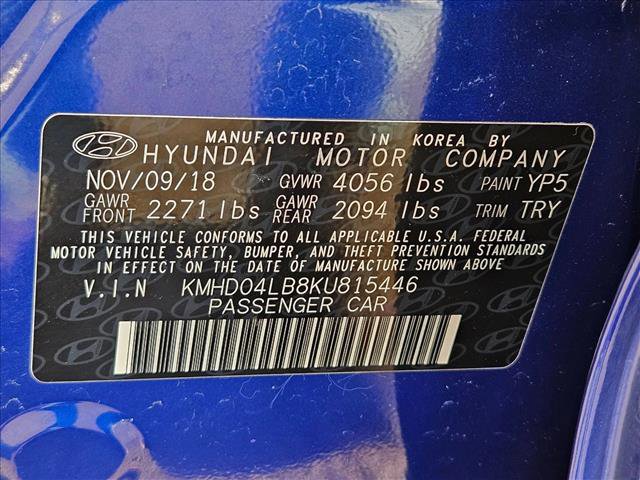 MANUFACTURED IN KOREA BY
HYUNDAI MOTOR COMPANY
NOV/09/18 GVWR 4056 lbs PAINT YP5
GAWR FRONT 2271 lbs GAWR REAR 2094 lbs TRIM TRY
THIS VEHICLE CONFORMS TO ALL APPLICABLE U.S.A. FEDERAL
MOTOR VEHICLE SAFETY, BUMPER, AND THEFT PREVENTION STANDARDS
IN EFFECT ON THE DATE OF MANUFACTURE SHOWN ABOVE
V.I.N KMHD04LB8KU815446
PASSENGER CAR